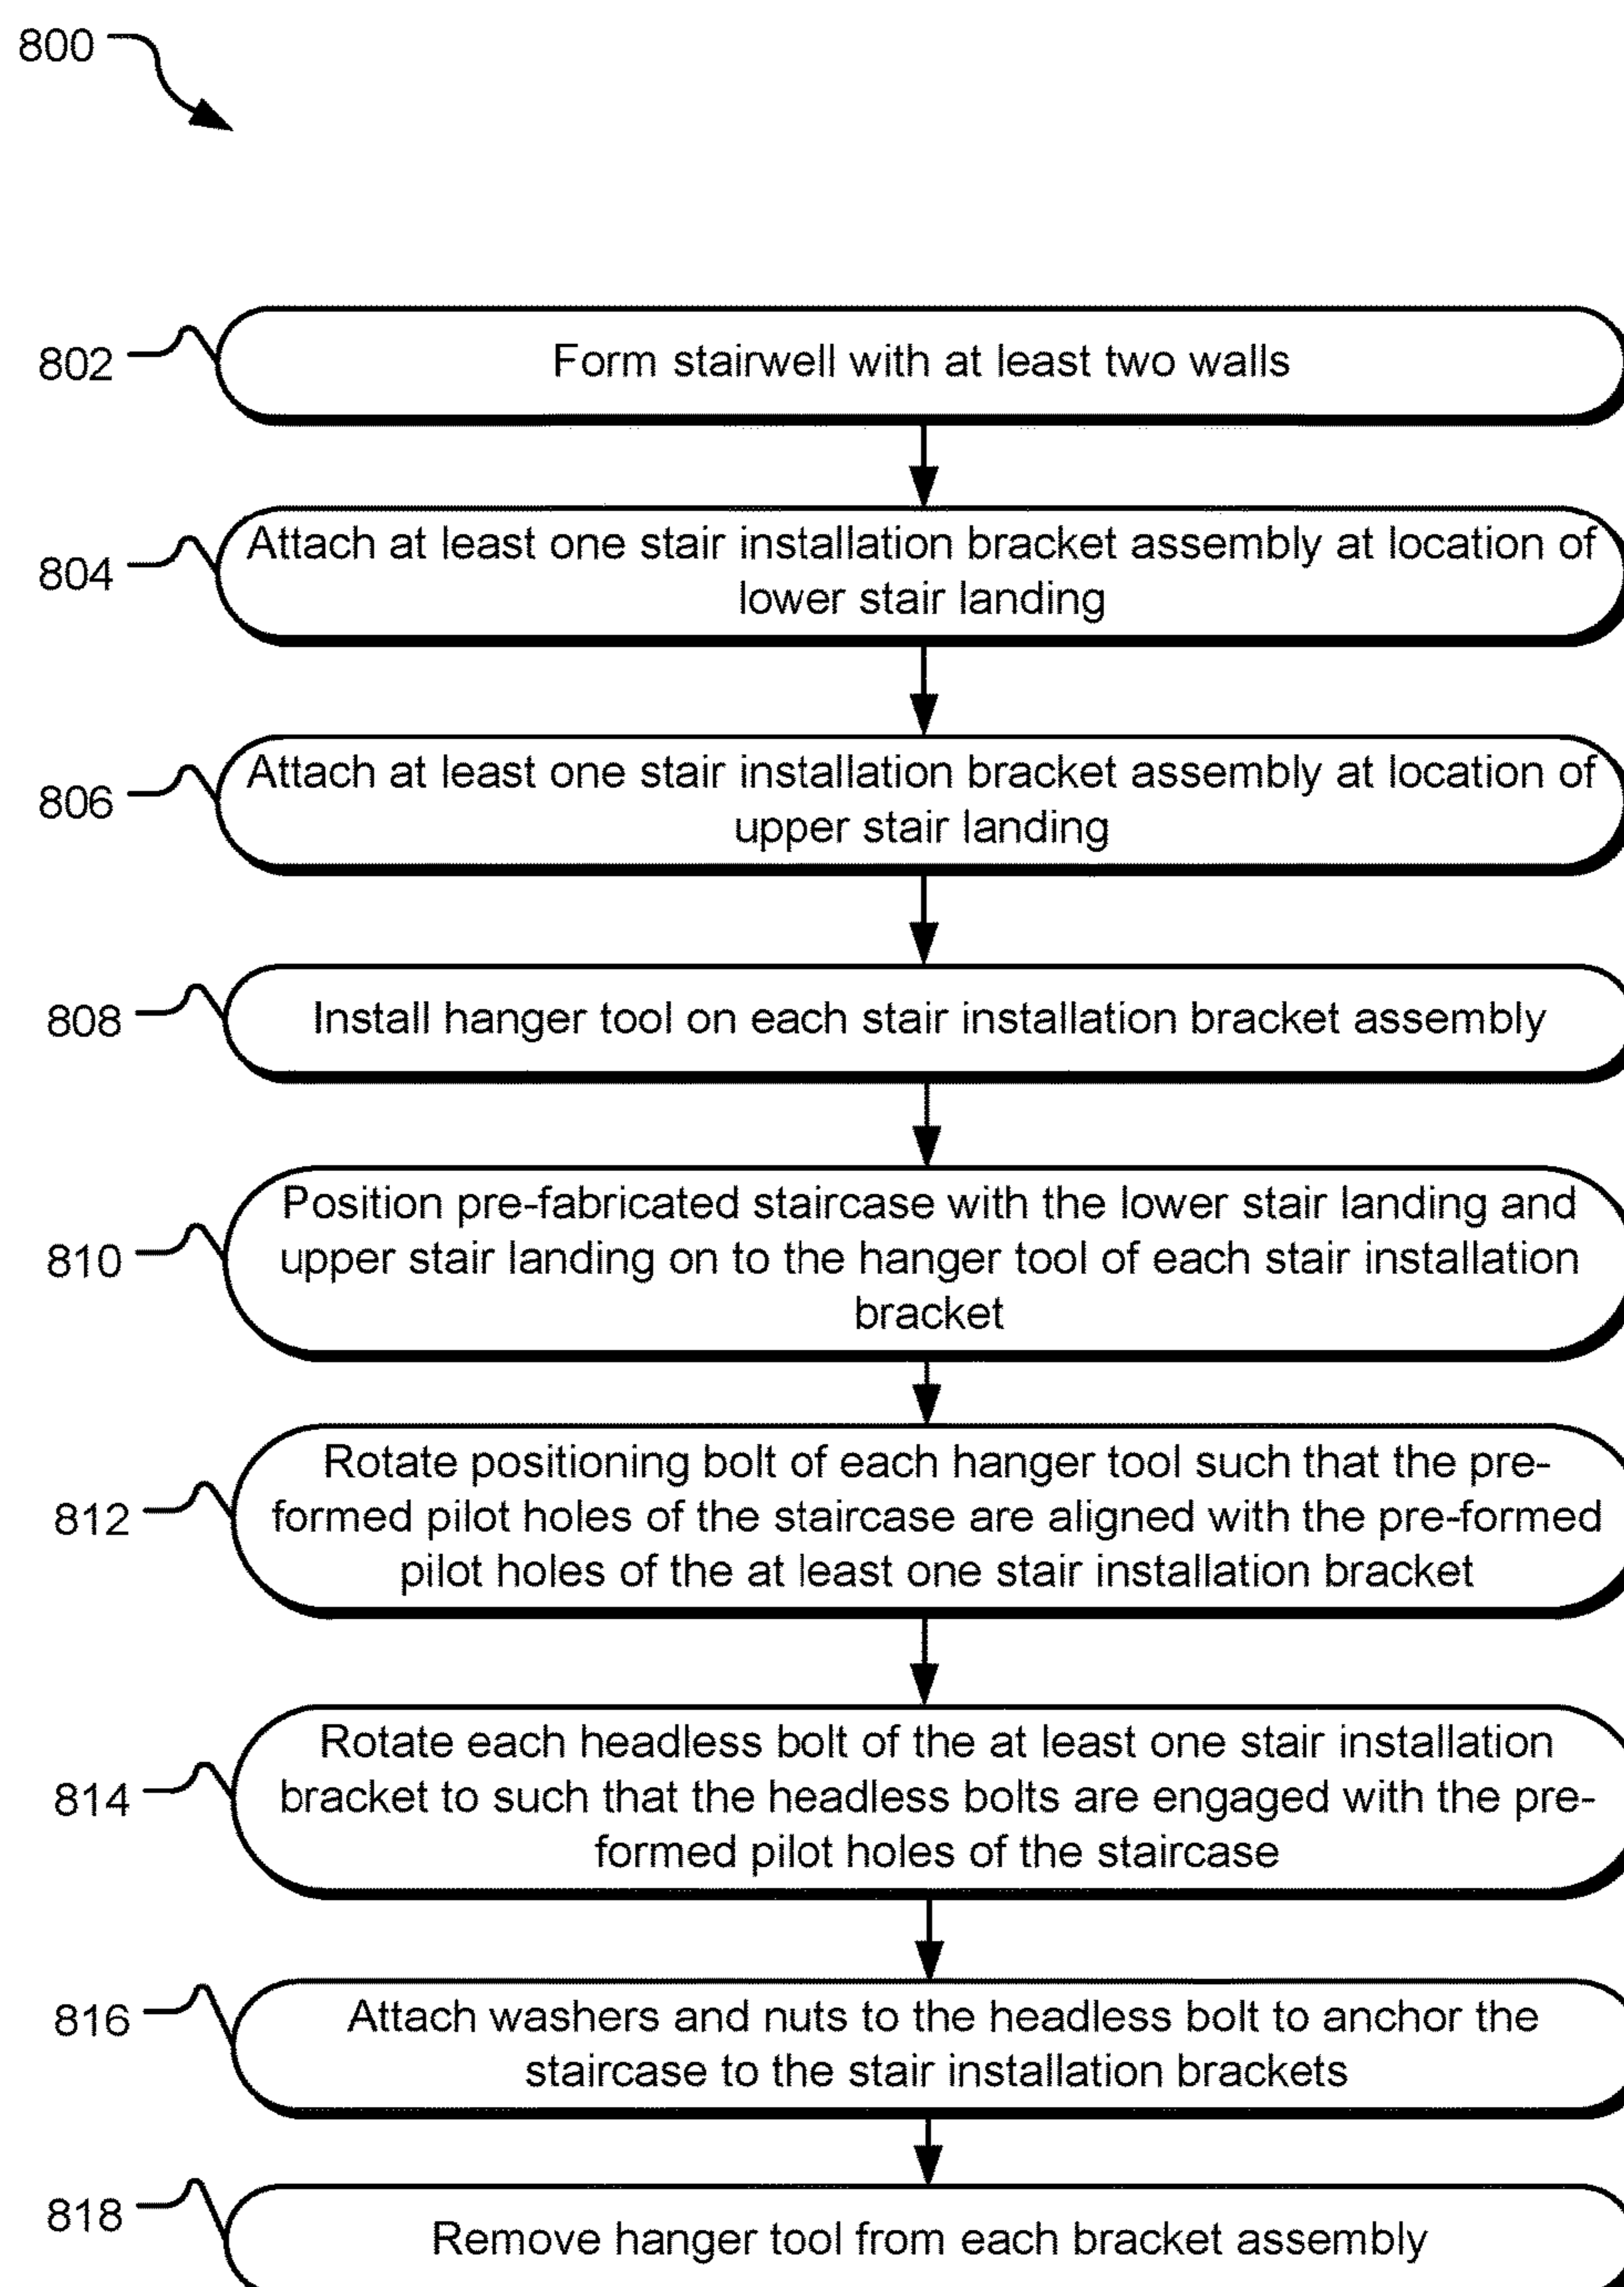 800
802
Form stairwell with at least two walls
804
Attach at least one stair installation bracket assembly at location of
lower stair landing
806
Attach at least one stair installation bracket assembly at location of
upper stair landing
808
Install hanger tool on each stair installation bracket assembly
810
Position pre-fabricated staircase with the lower stair landing and
upper stair landing on to the hanger tool of each stair installation
bracket
812
Rotate positioning bolt of each hanger tool such that the pre-
formed pilot holes of the staircase are aligned with the pre-formed
pilot holes of the at least one stair installation bracket
814
Rotate each headless bolt of the at least one stair installation
bracket to such that the headless bolts are engaged with the pre-
formed pilot holes of the staircase
816
Attach washers and nuts to the headless bolt to anchor the
staircase to the stair installation brackets
818
Remove hanger tool from each bracket assembly